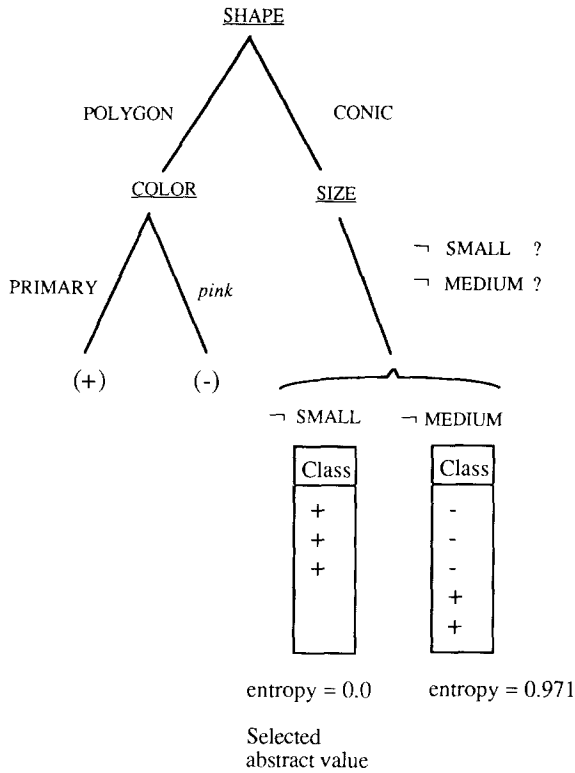 SHAPE
POLYGON
CONIC
COLOR
SIZE
¬ SMALL ?
¬ MEDIUM ?
PRIMARY
pink
(+)
(-)
¬ SMALL
¬ MEDIUM
Class
Class
+
-
+
-
+
-
+
+
entropy = 0.0
entropy = 0.971
Selected
abstract value